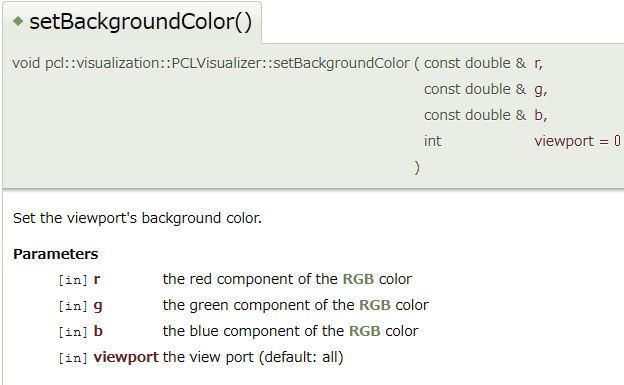 ◆ setBackgroundColor()
void pcl::visualization::PCLVisualizer::setBackgroundColor ( const double & r,
const double & g,
const double & b,
int viewport = 0
)
Set the viewport's background color.
Parameters
[in] r the red component of the RGB color
[in] g the green component of the RGB color
[in] b the blue component of the RGB color
[in] viewport the view port (default: all)